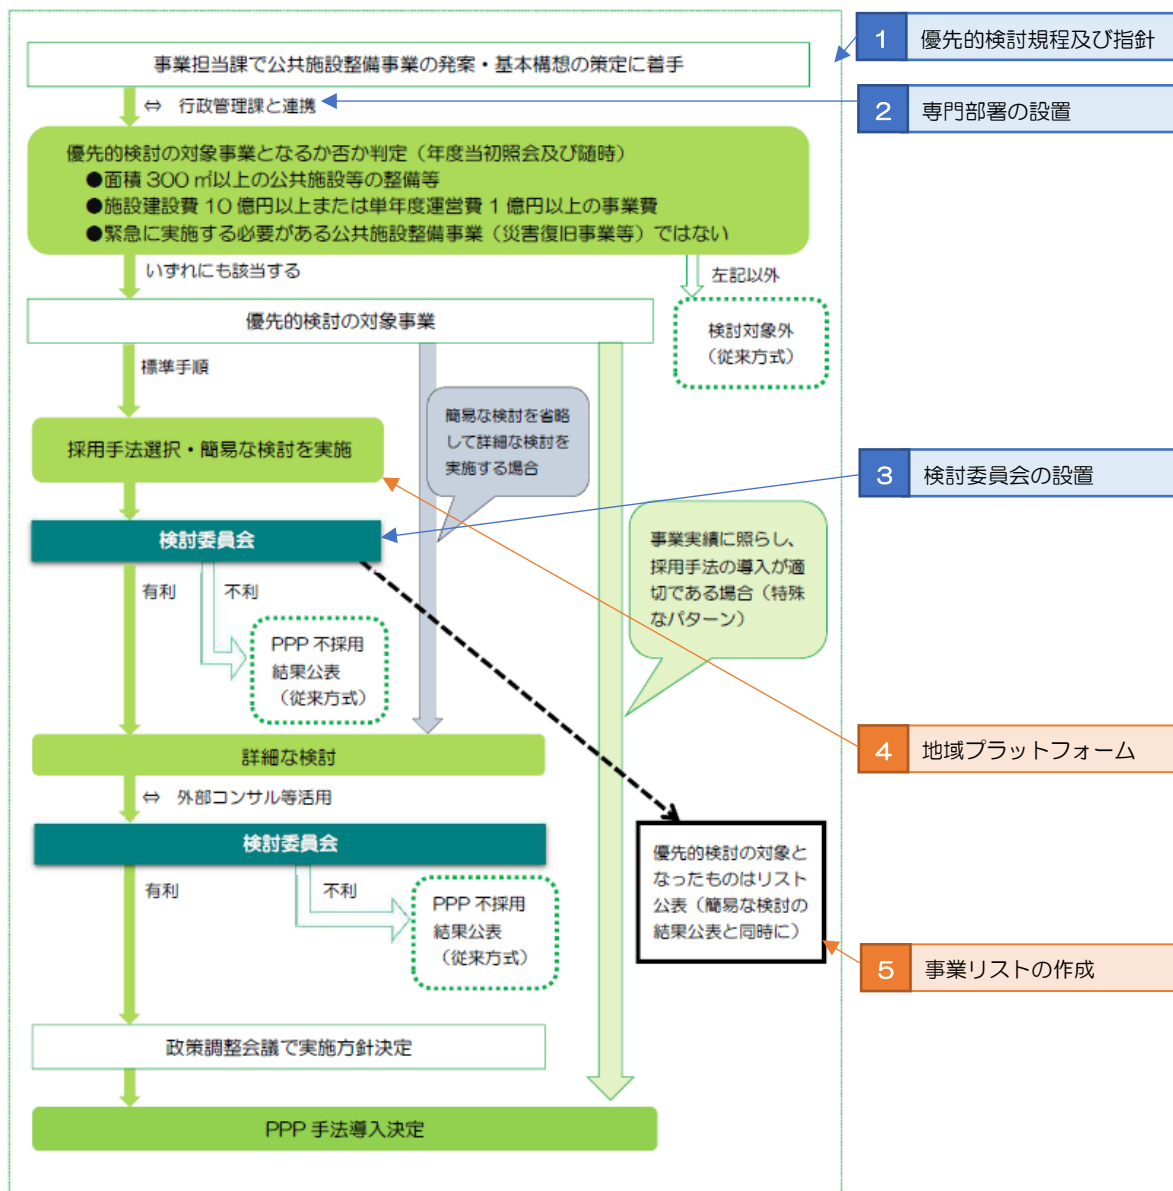 事業担当課で公共施設整備事業の発案・基本構想の策定に着手
⇔ 行政管理課と連携
優先的検討の対象事業となるか否か判定(年度当初照会及び随時)
●面積 300 ㎡以上の公共施設等の整備等
●施設建設費 10 億円以上または単年度運営費 1 億円以上の事業費
●緊急に実施する必要がある公共施設整備事業(災害復旧事業等)ではない
いずれにも該当する
左記以外
優先的検討の対象事業
検討対象外
(従来方式)
標準手順
簡易な検討を省略
して詳細な検討を
実施する場合
採用手法選択・簡易な検討を実施
検討委員会
事業実績に照らし、
採用手法の導入が適
切である場合(特殊
なパターン)
有利
不利
PPP 不採用
結果公表
(従来方式)
詳細な検討
⇔ 外部コンサル等活用
検討委員会
有利
不利
PPP 不採用
結果公表
(従来方式)
優先的検討の対象と
なったものはリスト
公表(簡易な検討の
結果公表と同時に)
政策調整会議で実施方針決定
PPP 手法導入決定
1 優先的検討規程及び指針
2 専門部署の設置
3 検討委員会の設置
4 地域プラットフォーム
5 事業リストの作成